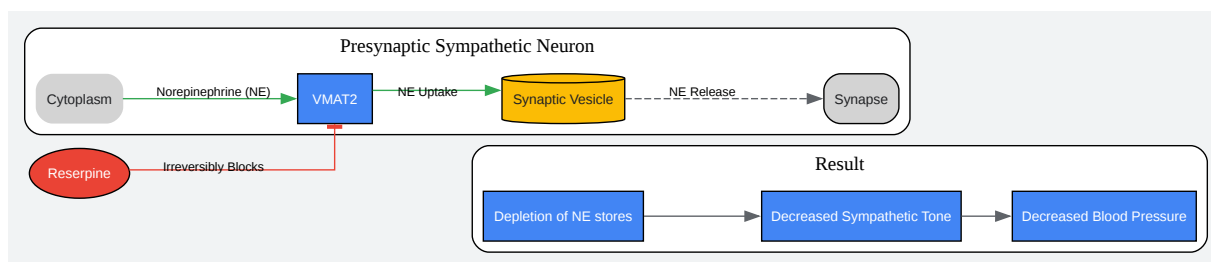 Presynaptic Sympathetic Neuron
Cytoplasm
Norepinephrine (NE)
VMAT2
NE Uptake
Synaptic Vesicle
NE Release
Synapse
Reserpine
Irreversibly Blocks
Result
Depletion of NE stores
Decreased Sympathetic Tone
Decreased Blood Pressure